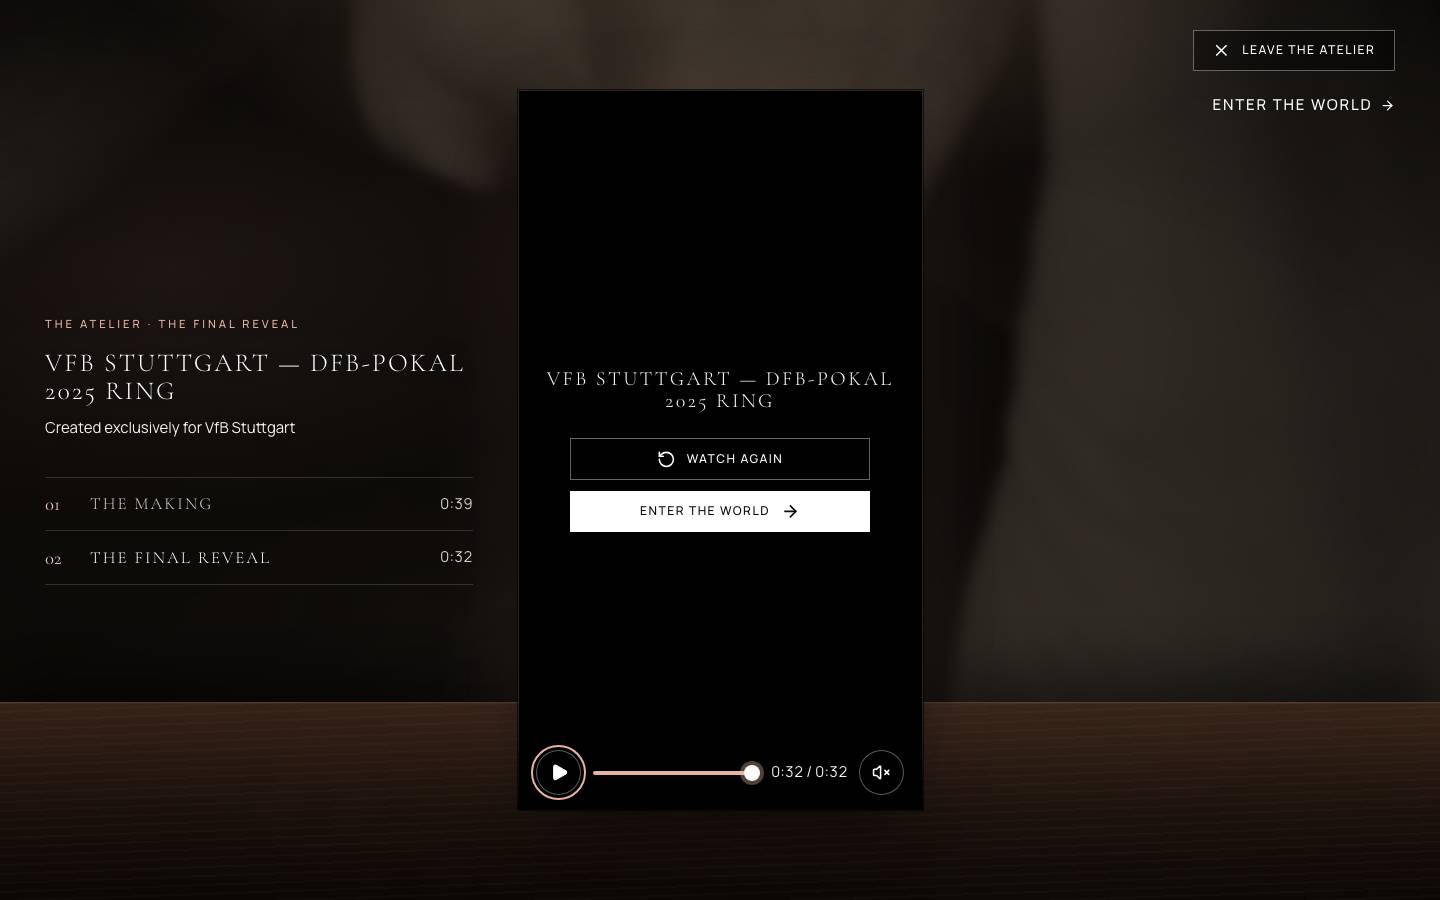 LEAVE THE ATELIER
ENTER THE WORLD
THE ATELIER · THE FINAL REVEAL
VFB STUTTGART — DFB-POKAL
2025 RING
Created exclusively for VfB Stuttgart
01 THE MAKING 0:39
02 THE FINAL REVEAL 0:32
VFB STUTTGART — DFB-POKAL
2025 RING
WATCH AGAIN
ENTER THE WORLD
0:32 / 0:32